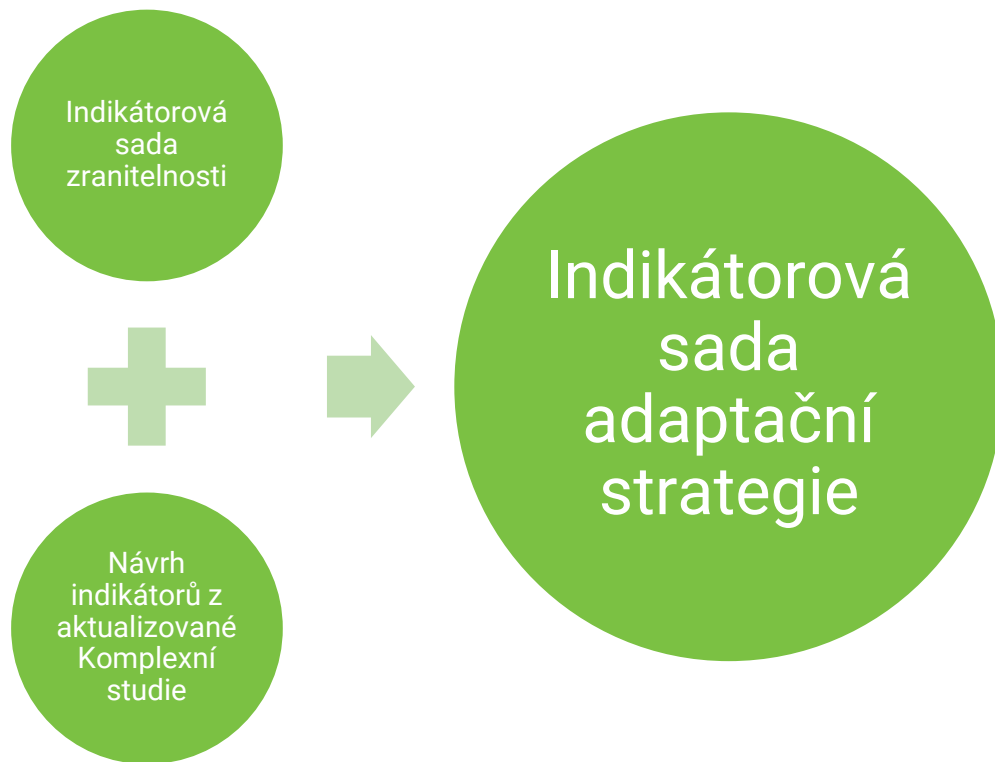 Indikátorová
sada
zranitelnosti
Návrh
indikátorů z
aktualizované
Komplexní
studie
Indikátorová
sada
adaptační
strategie